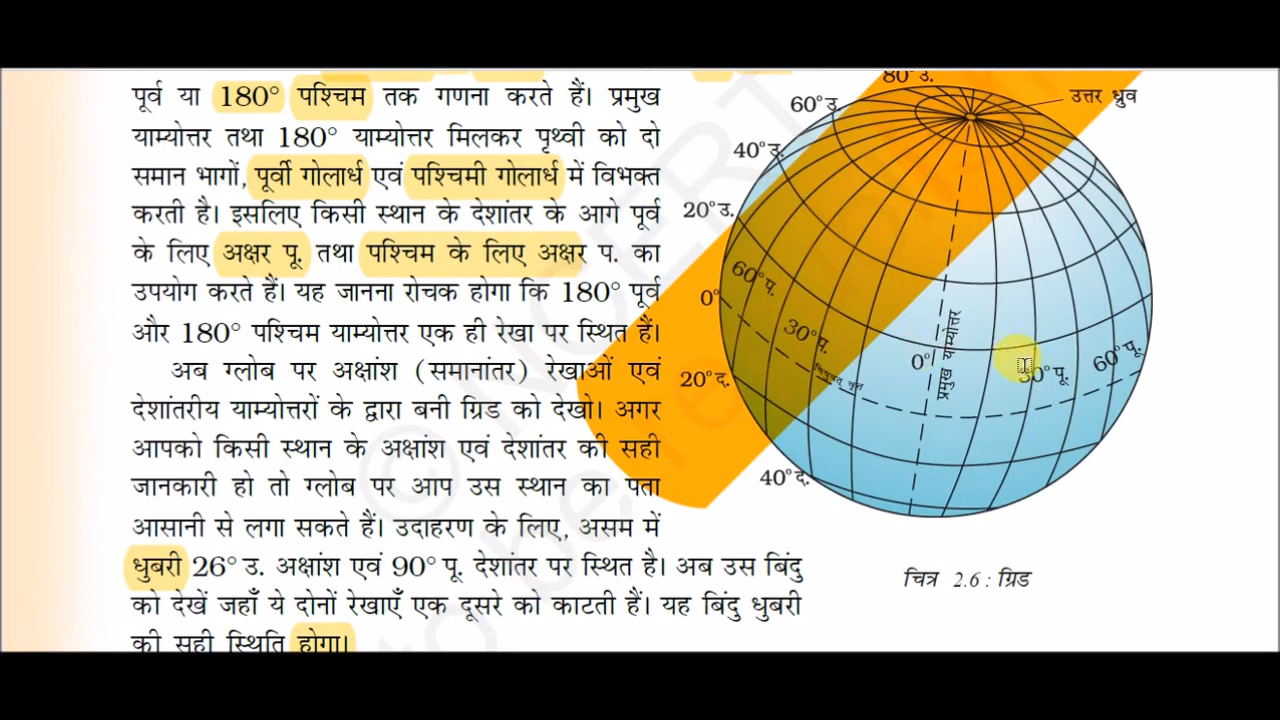 पूर्व या 180° पश्चिम तक गणना करते हैं। प्रमुख
याम्योत्तर तथा 180° याम्योत्तर मिलकर पृथ्वी को दो
समान भागों, पूर्वी गोलार्ध एवं पश्चिमी गोलार्ध में विभक्त
करती है। इसलिए किसी स्थान के देशांतर के आगे पूर्व
के लिए अक्षर पू. तथा पश्चिम के लिए अक्षर प. का
उपयोग करते हैं। यह जानना रोचक होगा कि 180° पूर्व
और 180° पश्चिम याम्योत्तर एक ही रेखा पर स्थित हैं।
अब ग्लोब पर अक्षांश (समानांतर) रेखाओं एवं
देशांतरीय याम्योत्तरों के द्वारा बनी ग्रिड को देखो। अगर
आपको किसी स्थान के अक्षांश एवं देशांतर की सही
जानकारी हो तो ग्लोब पर आप उस स्थान का पता
आसानी से लगा सकते हैं। उदाहरण के लिए, असम में
धुबरी 26° उ. अक्षांश एवं 90° पू. देशांतर पर स्थित है। अब उस बिंदु
को देखें जहाँ ये दोनों रेखाएँ एक दूसरे को काटती हैं। यह बिंदु धुबरी
की सही स्थिति होगा।
80° उ.
उत्तर ध्रुव
60° उ.
40° उ.
20° उ.
0°
20° द.
40° द.
60° प.
30° प.
0°
30° पू.
60° पू.
प्रमुख याम्योत्तर
विषुवत् वृत्त
चित्र 2.6 : ग्रिड
© NCERT
to be re